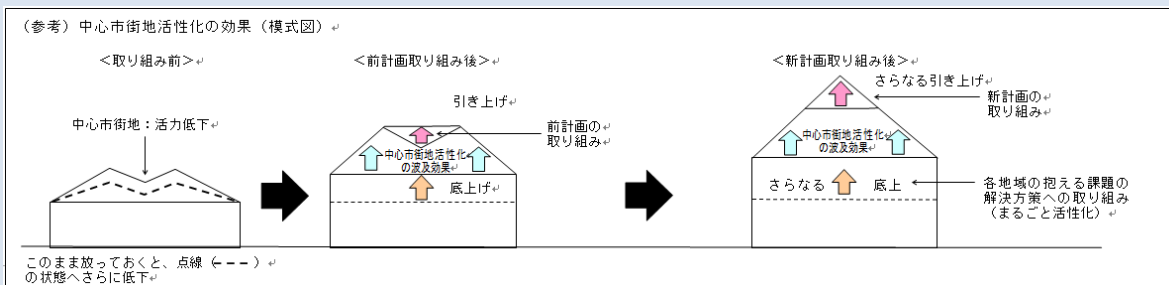 （参考）中心市街地活性化の効果（模式図）
＜取り組み前＞
中心市街地：活力低下
このまま放っておくと、点線（－－－）
の状態へさらに低下
＜前計画取り組み後＞
引き上げ
前計画の
取り組み
中心市街地活性化
の波及効果
底上げ
＜新計画取り組み後＞
さらなる引き上げ
新計画の
取り組み
中心市街地活性化
の波及効果
さらなる 底上
各地域の抱える課題の
解決方策への取り組み
（まるごと活性化）